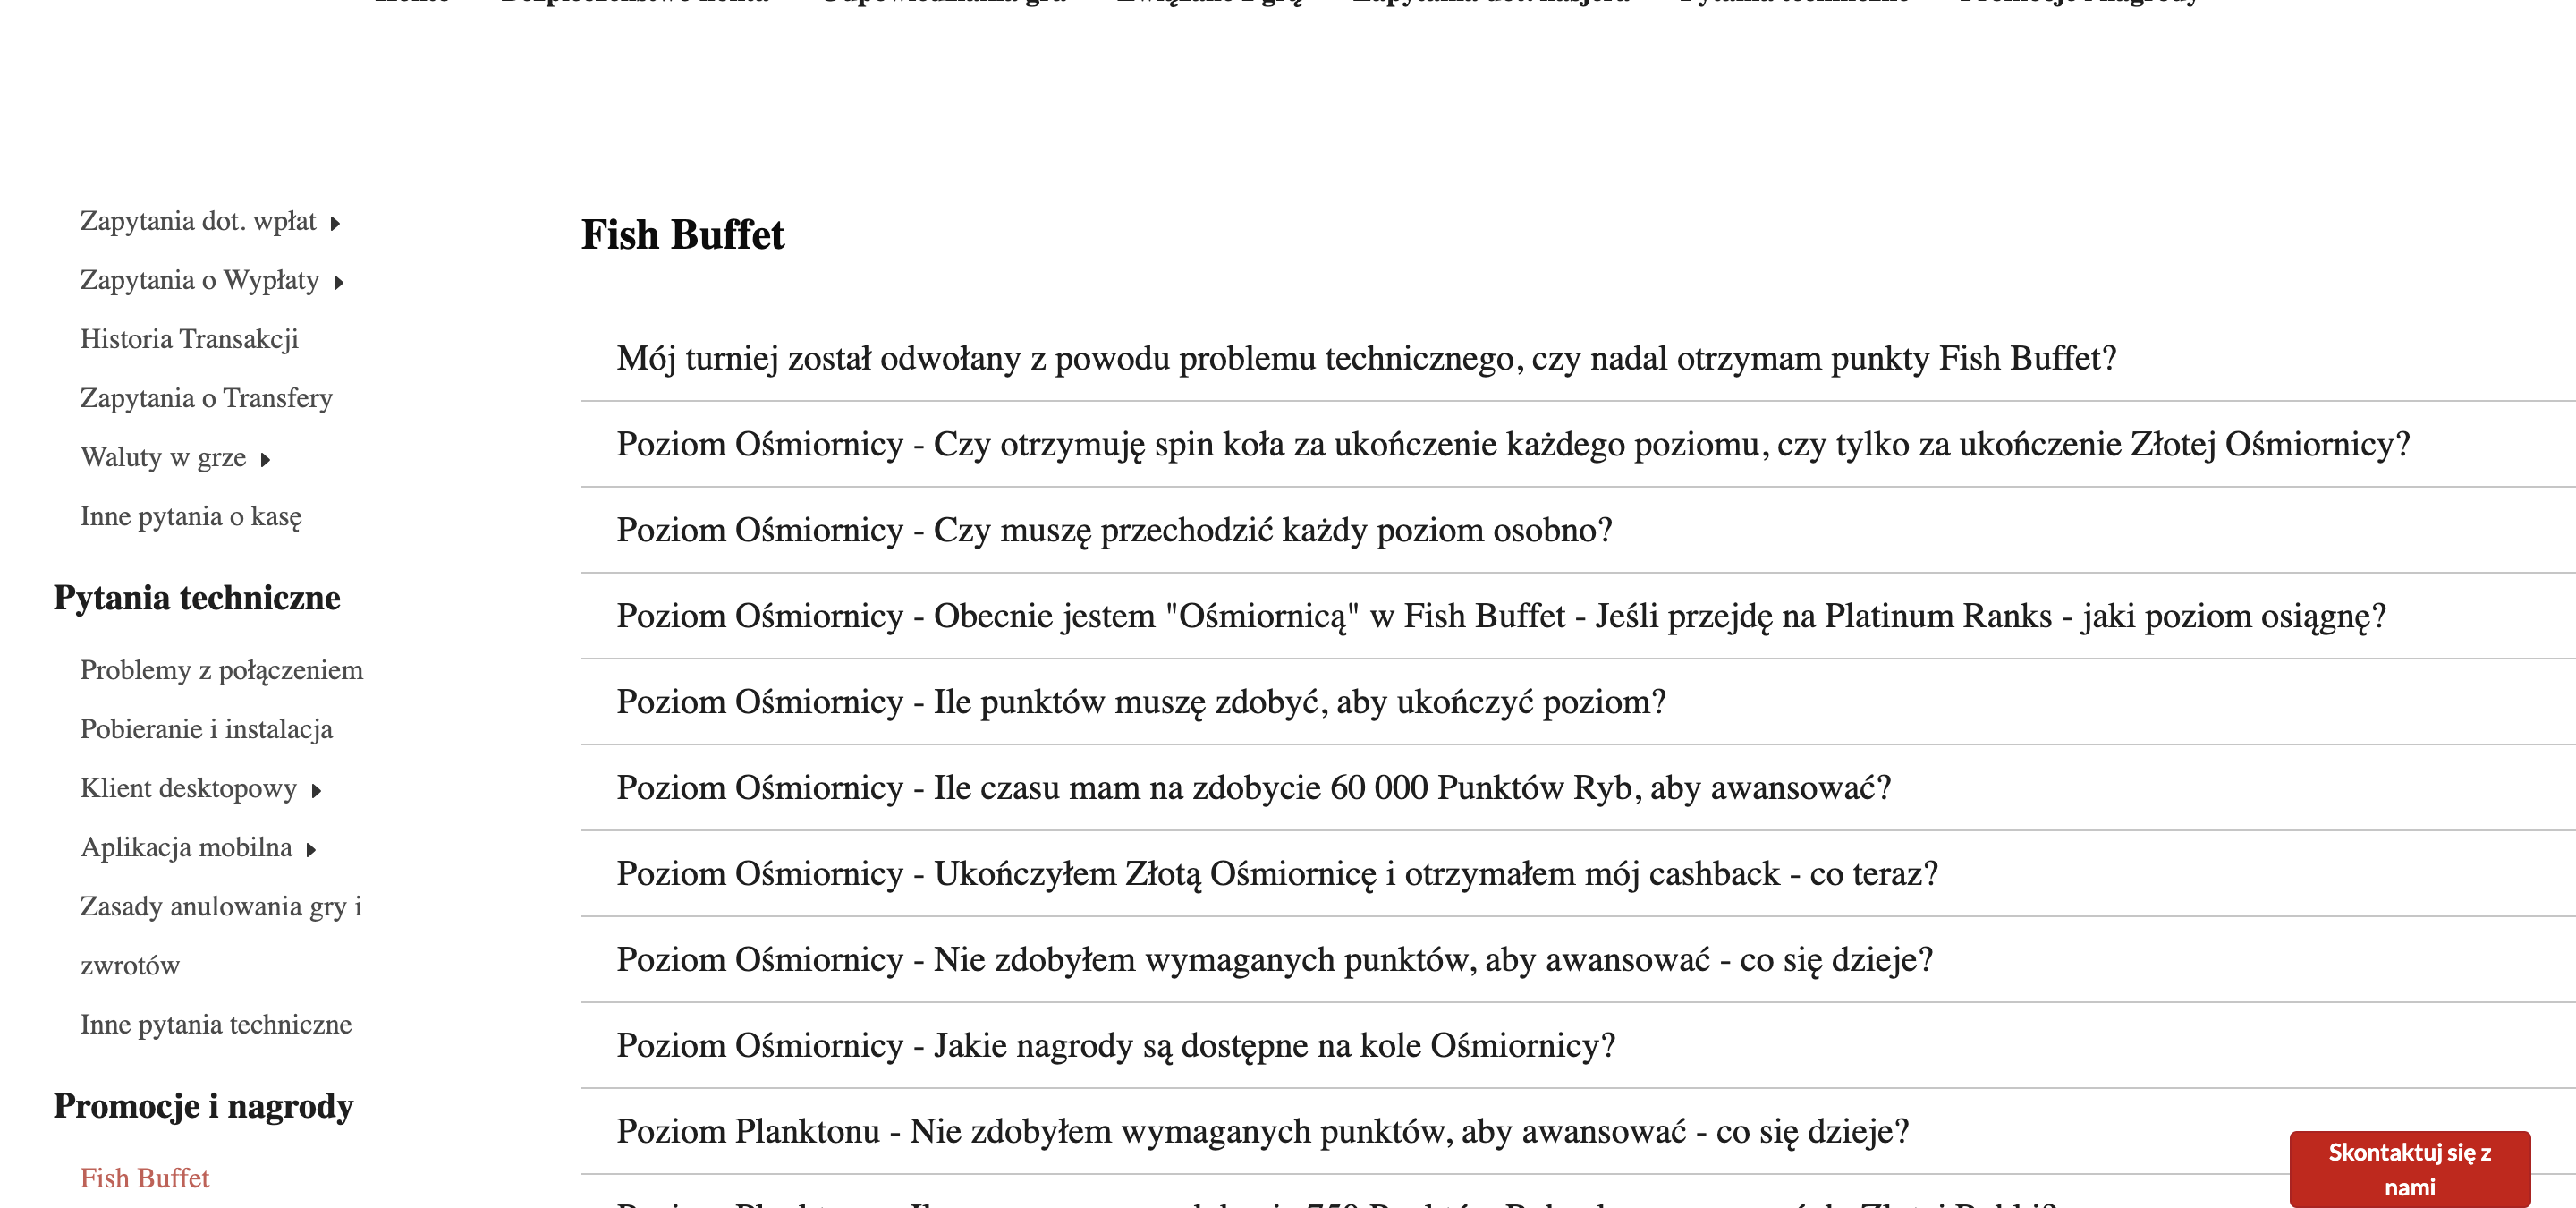 Zapytania dot. wpłat
Zapytania o Wypłaty
Historia Transakcji
Zapytania o Transfery
Waluty w grze
Inne pytania o kasę
Pytania techniczne
Problemy z połączeniem
Pobieranie i instalacja
Klient desktopowy
Aplikacja mobilna
Zasady anulowania gry i
zwrotów
Inne pytania techniczne
Promocje i nagrody
Fish Buffet
Fish Buffet
Mój turniej został odwołany z powodu problemu technicznego, czy nadal otrzymam punkty Fish Buffet?
Poziom Ośmiornicy - Czy otrzymuję spin koła za ukończenie każdego poziomu, czy tylko za ukończenie Złotej Ośmiornicy?
Poziom Ośmiornicy - Czy muszę przechodzić każdy poziom osobno?
Poziom Ośmiornicy - Obecnie jestem "Ośmiornicą" w Fish Buffet - Jeśli przejdę na Platinum Ranks - jaki poziom osiągnę?
Poziom Ośmiornicy - Ile punktów muszę zdobyć, aby ukończyć poziom?
Poziom Ośmiornicy - Ile czasu mam na zdobycie 60 000 Punktów Ryb, aby awansować?
Poziom Ośmiornicy - Ukończyłem Złotą Ośmiornicę i otrzymałem mój cashback - co teraz?
Poziom Ośmiornicy - Nie zdobyłem wymaganych punktów, aby awansować - co się dzieje?
Poziom Ośmiornicy - Jakie nagrody są dostępne na kole Ośmiornicy?
Poziom Planktonu - Nie zdobyłem wymaganych punktów, aby awansować - co się dzieje?
Skontaktuj się z
nami